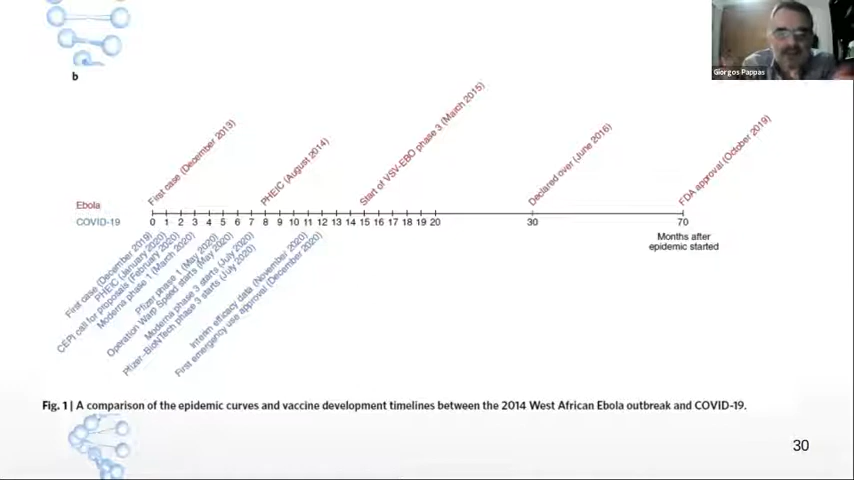 Giorgos Pappas
b
First case (December 2013)
PHEIC (August 2014)
Start of VSV-EBO phase 3 (March 2015)
Declared over (June 2016)
FDA approval (October 2019)
Ebola
COVID-19
0 1 2 3 4 5 6 7 8 9 10 11 12 13 14 15 16 17 18 19 20 30 70
Months after
epidemic started
First case (December 2019)
PHEIC (January 2020)
CEPI call for proposals (February 2020)
Moderna phase 1 (March 2020)
Pfizer phase 1 (May 2020)
Operation Warp Speed starts (May 2020)
Moderna phase 3 starts (July 2020)
Pfizer–BioNTech phase 3 starts (July 2020)
Interim efficacy data (November 2020)
First emergency use approval (December 2020)
Fig. 1 | A comparison of the epidemic curves and vaccine development timelines between the 2014 West African Ebola outbreak and COVID-19.
30